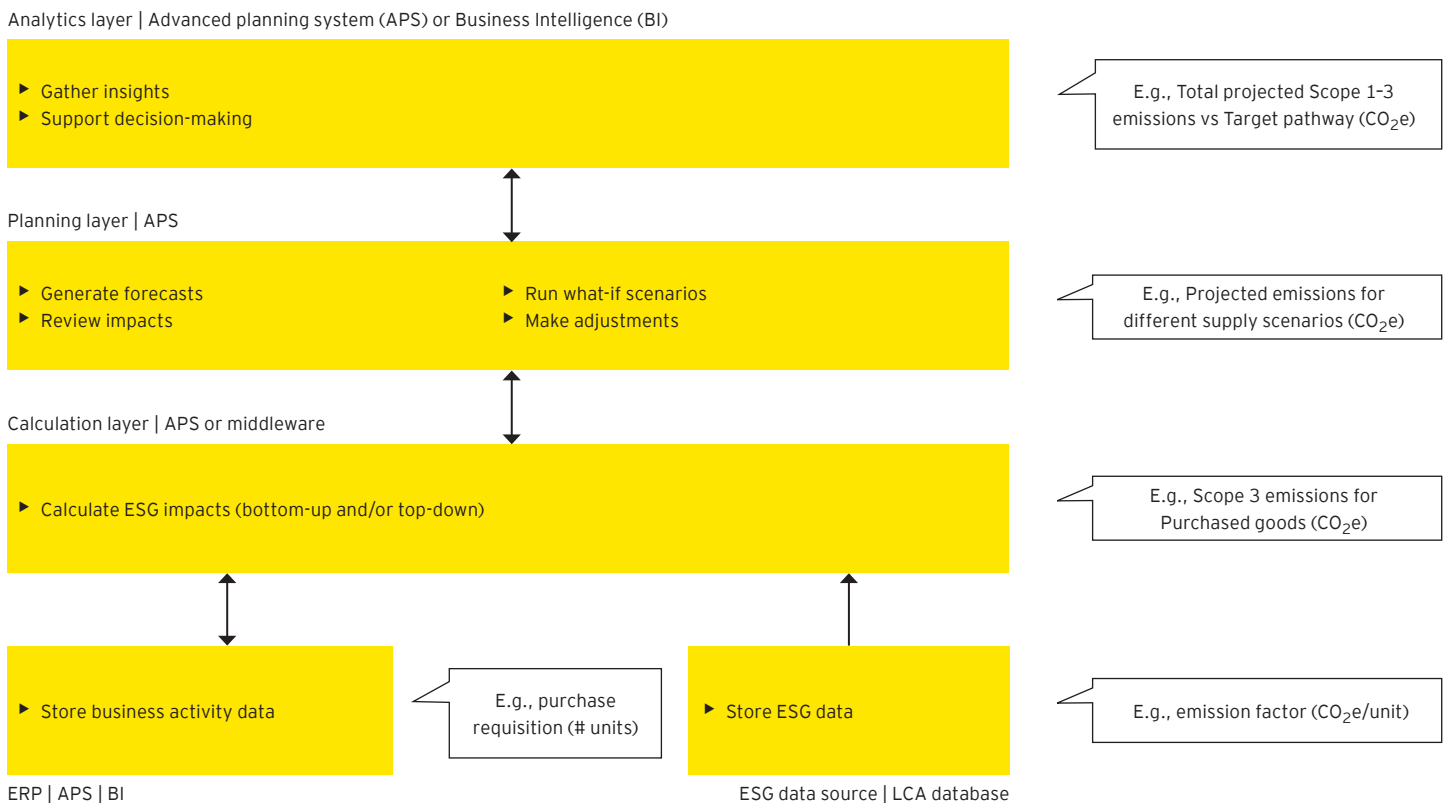 Analytics layer | Advanced planning system (APS) or Business Intelligence (BI)
► Gather insights
► Support decision-making
E.g., Total projected Scope 1–3
emissions vs Target pathway (CO₂e)
Planning layer | APS
► Generate forecasts
► Review impacts
► Run what-if scenarios
► Make adjustments
E.g., Projected emissions for
different supply scenarios (CO₂e)
Calculation layer | APS or middleware
► Calculate ESG impacts (bottom-up and/or top-down)
E.g., Scope 3 emissions for
Purchased goods (CO₂e)
► Store business activity data
E.g., purchase
requisition (# units)
► Store ESG data
E.g., emission factor (CO₂e/unit)
ERP | APS | BI
ESG data source | LCA database